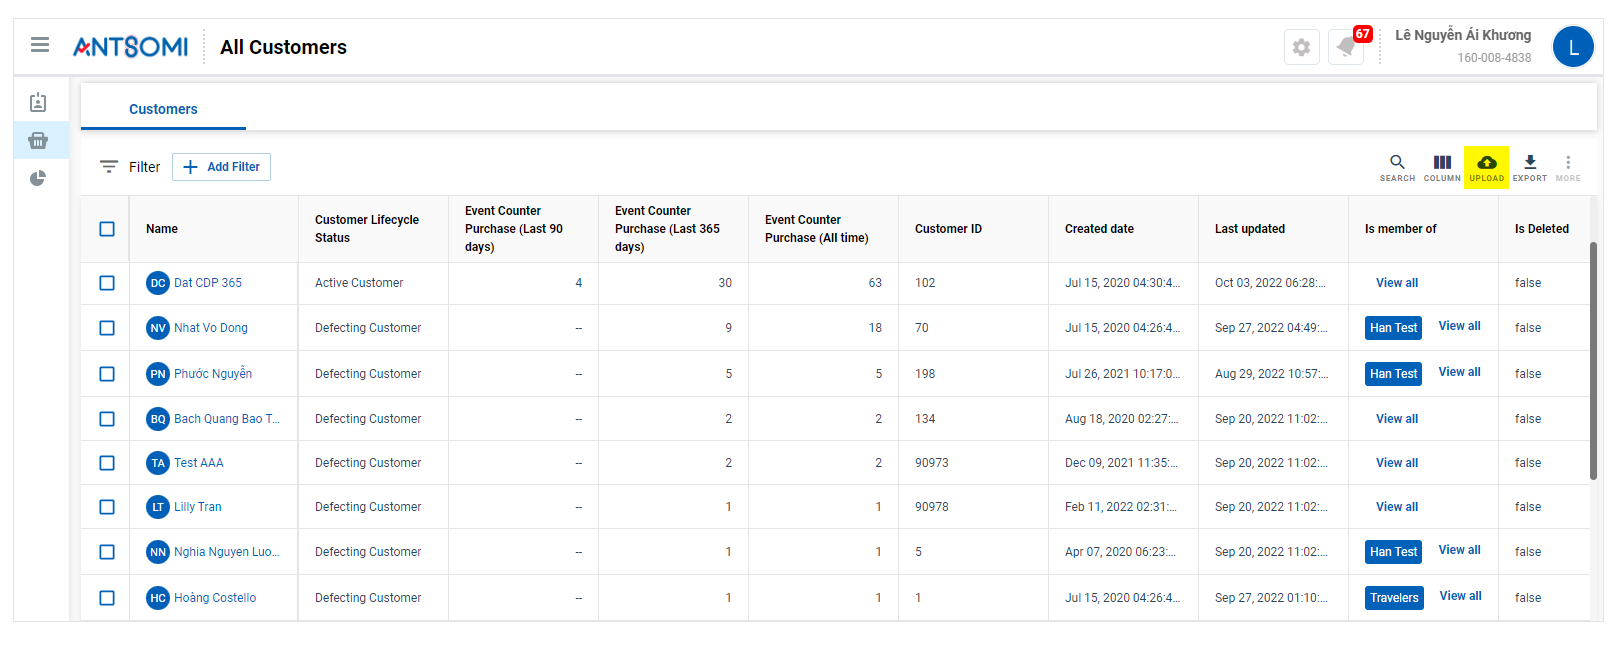 ANTSOMI
All Customers
67
Lê Nguyễn Ái Khương
160-008-4838
L
Customers
Filter
Add Filter
SEARCH COLUMN UPLOAD EXPORT MORE
Name
Customer Lifecycle
Status
Event Counter
Purchase (Last 90
days)
Event Counter
Purchase (Last 365
days)
Event Counter
Purchase (All time)
Customer ID
Created date
Last updated
Is member of
Is Deleted
DC Dat CDP 365 Active Customer 4 30 63 102 Jul 15, 2020 04:30:4... Oct 03, 2022 06:28:... View all false
NV Nhat Vo Dong Defecting Customer -- 9 18 70 Jul 15, 2020 04:26:4... Sep 27, 2022 04:49:... Han Test View all false
PN Phước Nguyễn Defecting Customer -- 5 5 198 Jul 26, 2021 10:17:0... Aug 29, 2022 10:57:... Han Test View all false
BQ Bach Quang Bao T... Defecting Customer -- 2 2 134 Aug 18, 2020 02:27:... Sep 20, 2022 11:02:... View all false
TA Test AAA Defecting Customer -- 2 2 90973 Dec 09, 2021 11:35:... Sep 20, 2022 11:02:... View all false
LT Lilly Tran Defecting Customer -- 1 1 90978 Feb 11, 2022 02:31:... Sep 20, 2022 11:02:... View all false
NN Nghia Nguyen Luo... Defecting Customer -- 1 1 5 Apr 07, 2020 06:23:... Sep 20, 2022 11:02:... Han Test View all false
HC Hoàng Costello Defecting Customer -- 1 1 1 Jul 15, 2020 04:26:4... Sep 27, 2022 01:10:... Travelers View all false